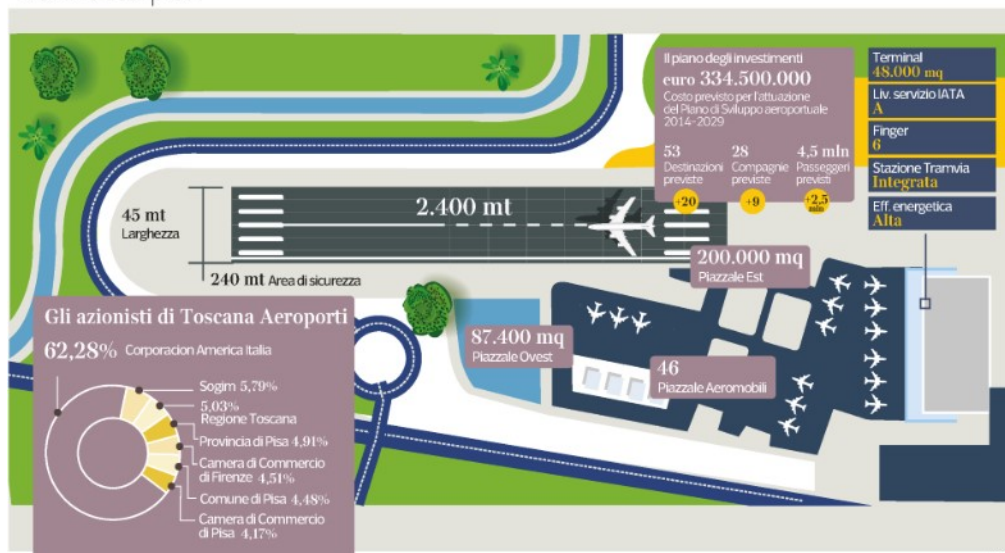 Il piano degli investimenti
euro 334.500.000
Costo previsto per l'attuazione
del Piano di Sviluppo aeroportuale
2014-2029
53
Destinazioni
previste
+20
28
Compagnie
previste
+9
4,5 mln
Passeggeri
previsti
+2,5
mln
Terminal
48.000 mq
Liv. servizio IATA
A
Finger
6
Stazione Tramvia
Integrata
Eff. energetica
Alta
45 mt
Larghezza
2.400 mt
240 mt Area di sicurezza
200.000 mq
Piazzale Est
87.400 mq
Piazzale Ovest
46
Piazzale Aeromobili
Gli azionisti di Toscana Aeroporti
62,28% Corporacion America Italia
Sogim 5,79%
5,03%
Regione Toscana
Provincia di Pisa 4,91%
Camera di Commercio
di Firenze 4,51%
Comune di Pisa 4,48%
Camera di Commercio
di Pisa 4,17%